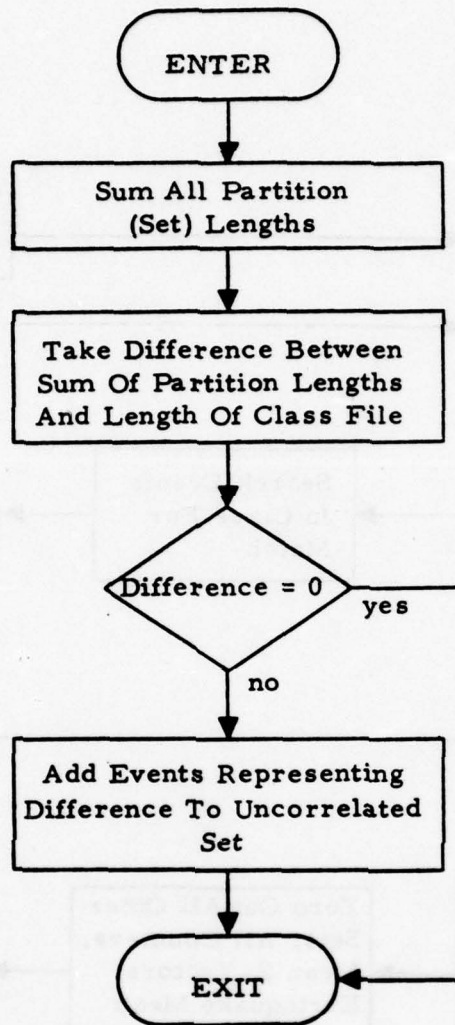 ENTER
Sum All Partition
(Set) Lengths
Take Difference Between
Sum Of Partition Lengths
And Length Of Class File
Difference = 0
yes
no
Add Events Representing
Difference To Uncorrelated
Set
EXIT